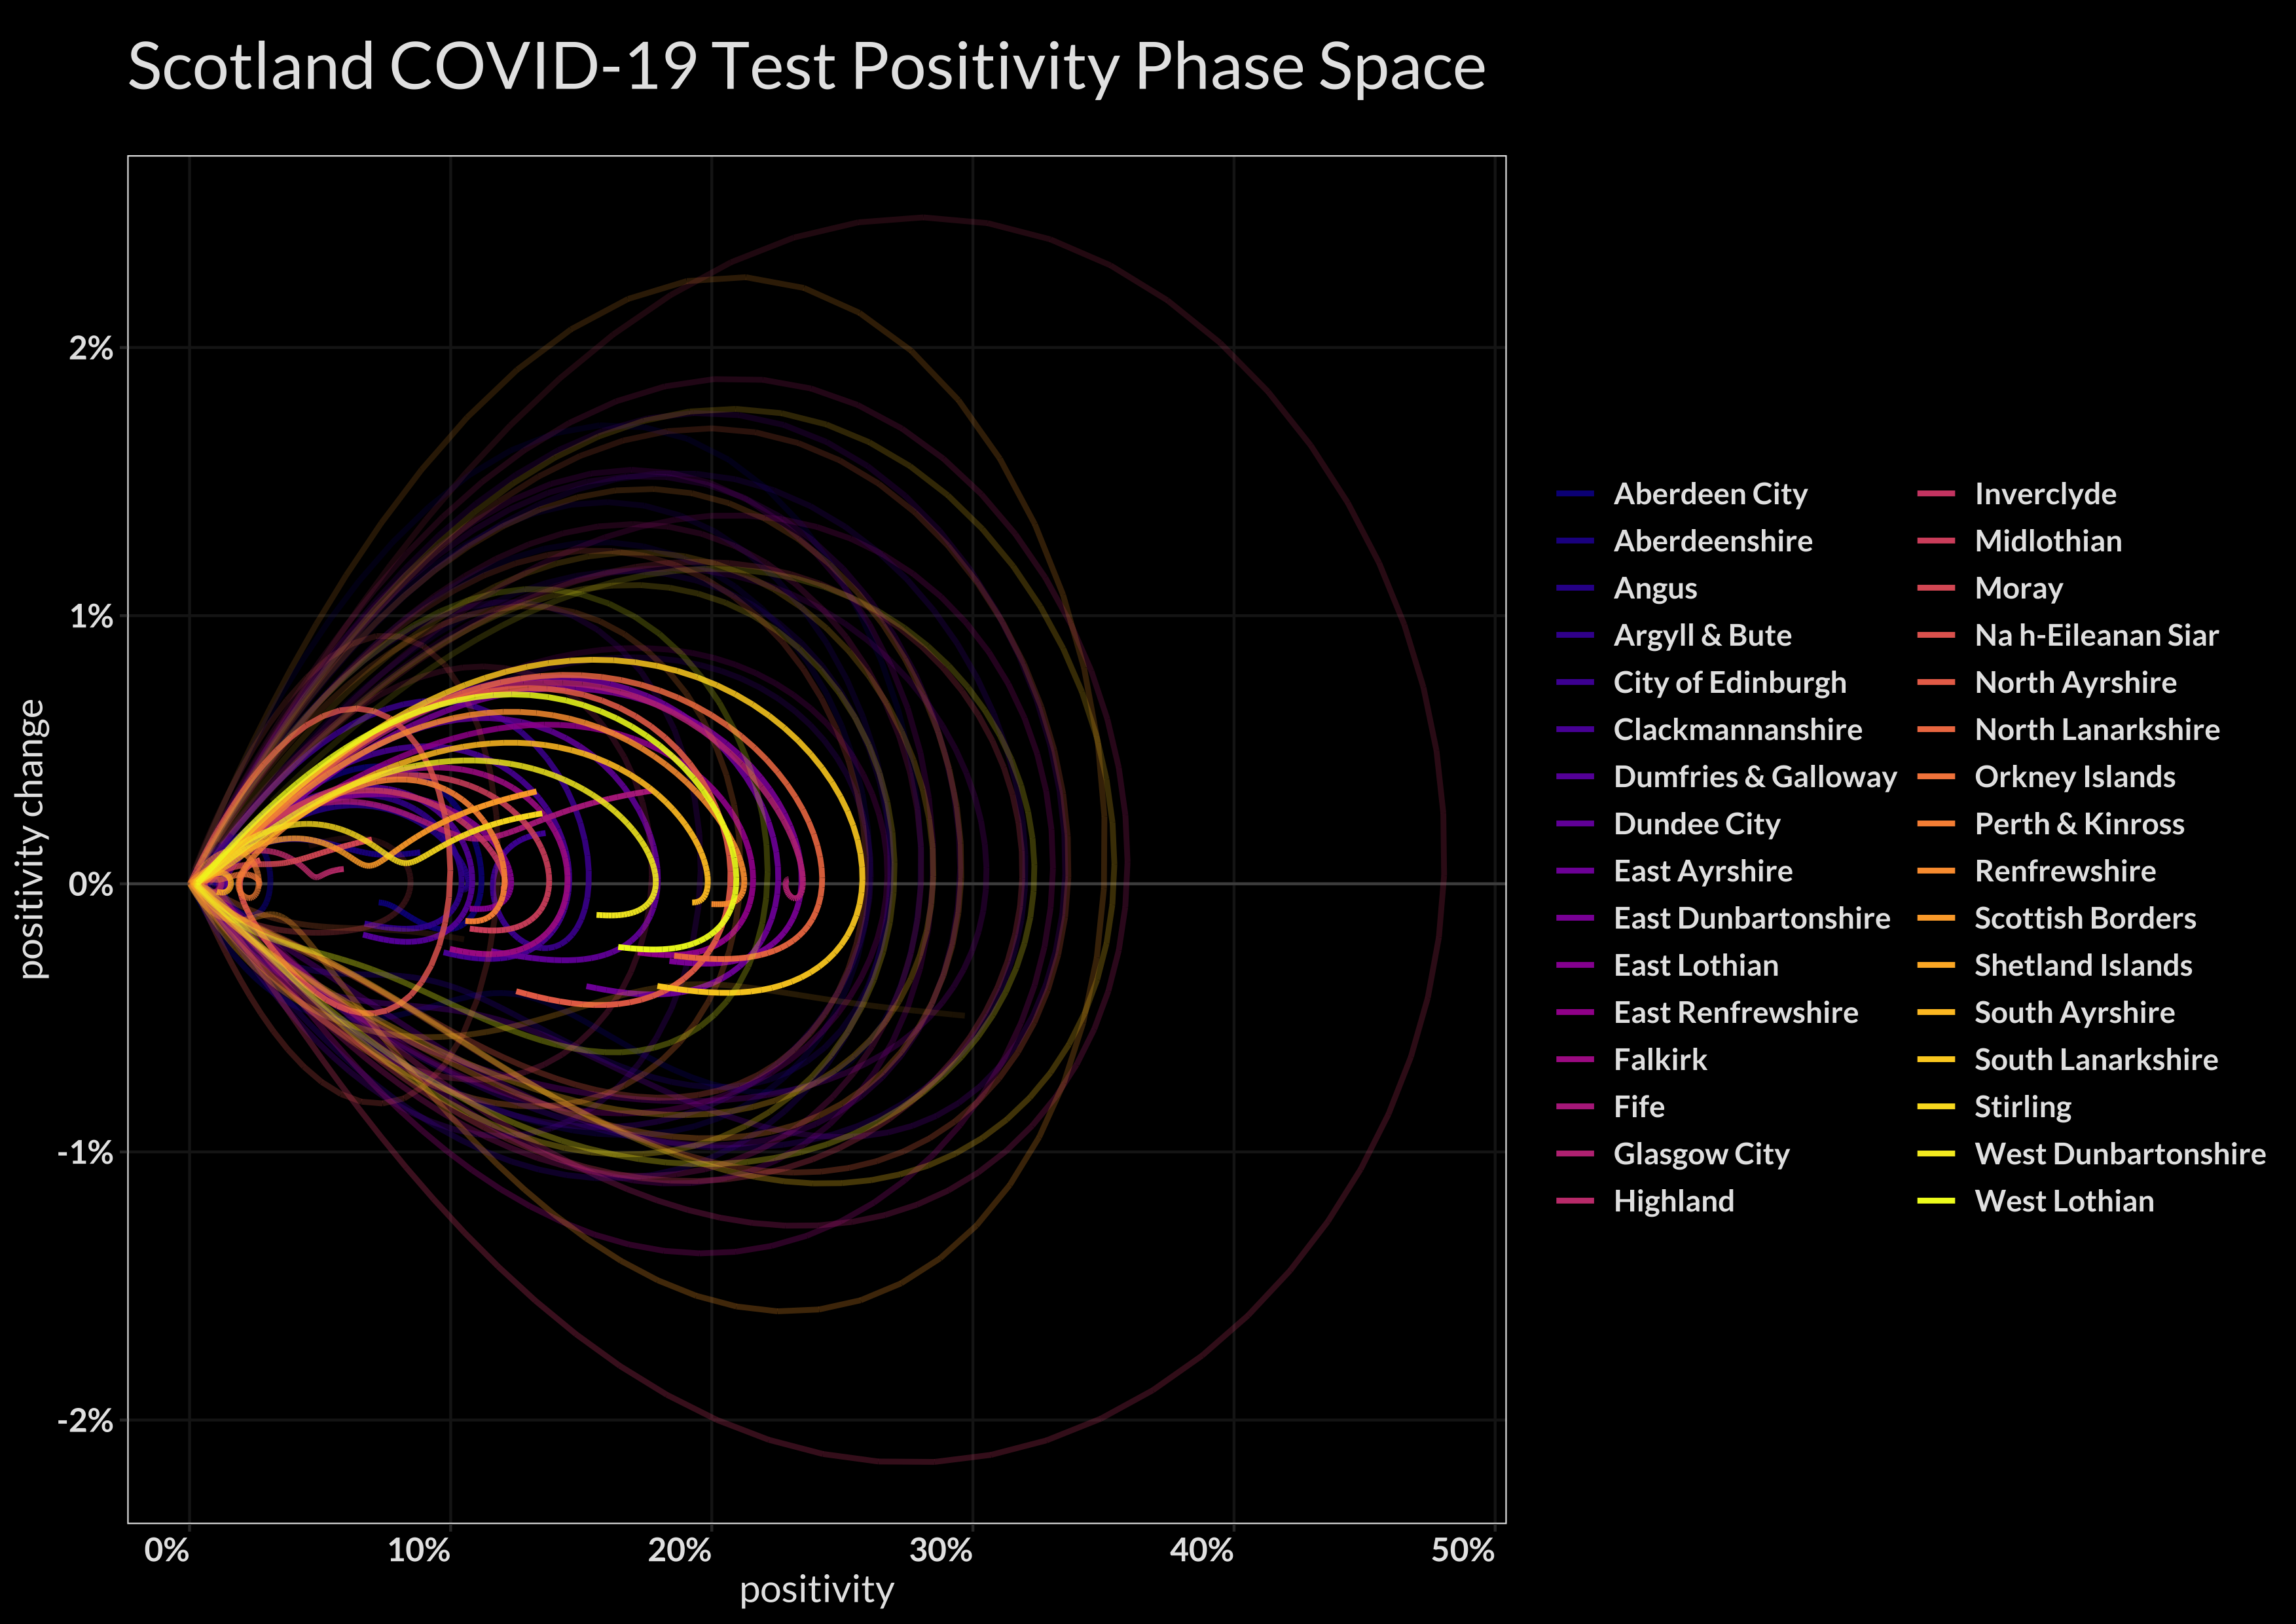 Scotland COVID-19 Test Positivity Phase Space
positivity change
2%
1%
0%
-1%
-2%
0%
10%
20%
30%
40%
50%
positivity
Aberdeen City
Aberdeenshire
Angus
Argyll & Bute
City of Edinburgh
Clackmannanshire
Dumfries & Galloway
Dundee City
East Ayrshire
East Dunbartonshire
East Lothian
East Renfrewshire
Falkirk
Fife
Glasgow City
Highland
Inverclyde
Midlothian
Moray
Na h-Eileanan Siar
North Ayrshire
North Lanarkshire
Orkney Islands
Perth & Kinross
Renfrewshire
Scottish Borders
Shetland Islands
South Ayrshire
South Lanarkshire
Stirling
West Dunbartonshire
West Lothian